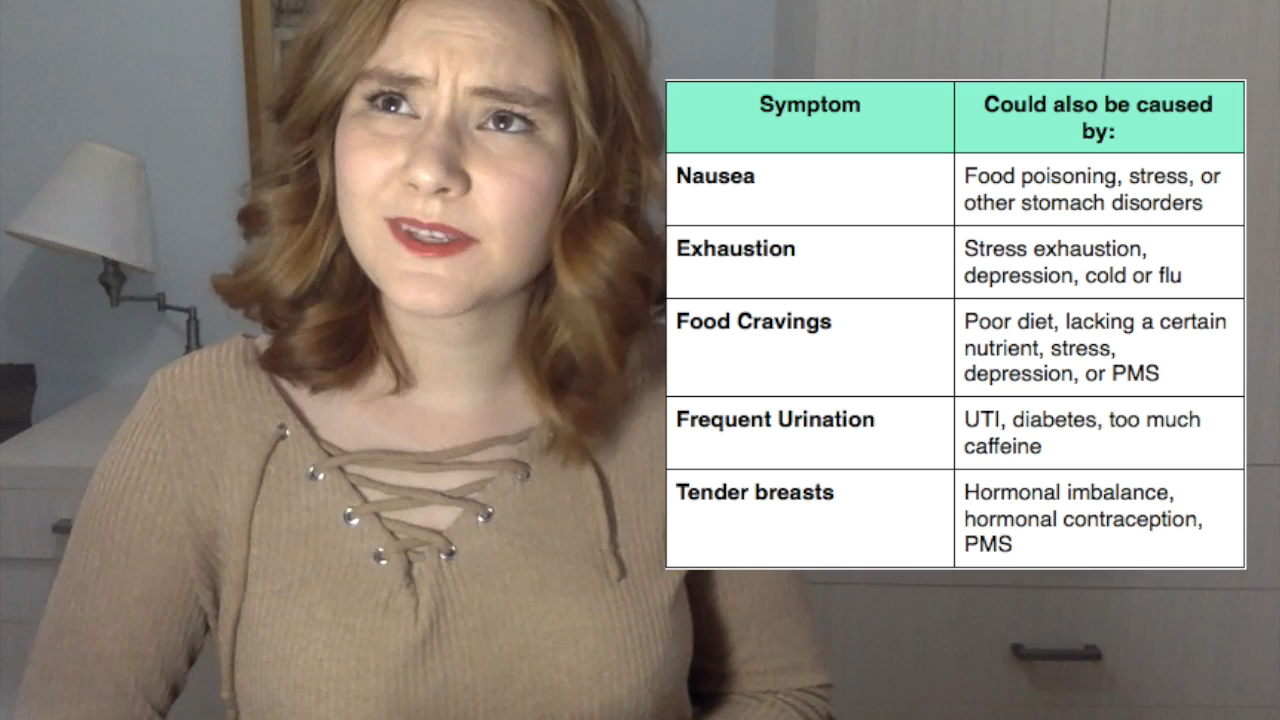 Symptom
Could also be caused
by:
Nausea
Food poisoning, stress, or
other stomach disorders
Exhaustion
Stress exhaustion,
depression, cold or flu
Food Cravings
Poor diet, lacking a certain
nutrient, stress,
depression, or PMS
Frequent Urination
UTI, diabetes, too much
caffeine
Tender breasts
Hormonal imbalance,
hormonal contraception,
PMS